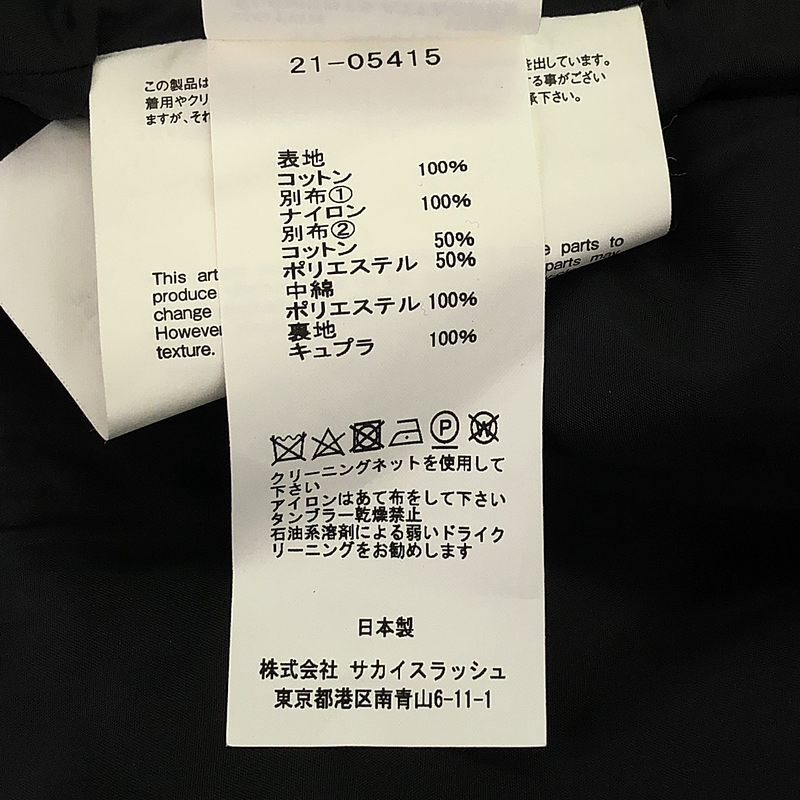 21-05415
表地
コットン 100%
別布①
ナイロン 100%
別布②
コットン 50%
ポリエステル 50%
中綿
ポリエステル 100%
裏地
キュプラ 100%
P W
クリーニングネットを使用して
下さい
アイロンはあて布をして下さい
タンブラー乾燥禁止
石油系溶剤による弱いドライク
リーニングをお勧めします
日本製
株式会社 サカイスラッシュ
東京都港区南青山6-11-1
この製品は
着用やクリ
ますが、それ
を出しています。
する事がござい
承下さい。
This art
produce
change
However
texture.
parts to
parts may